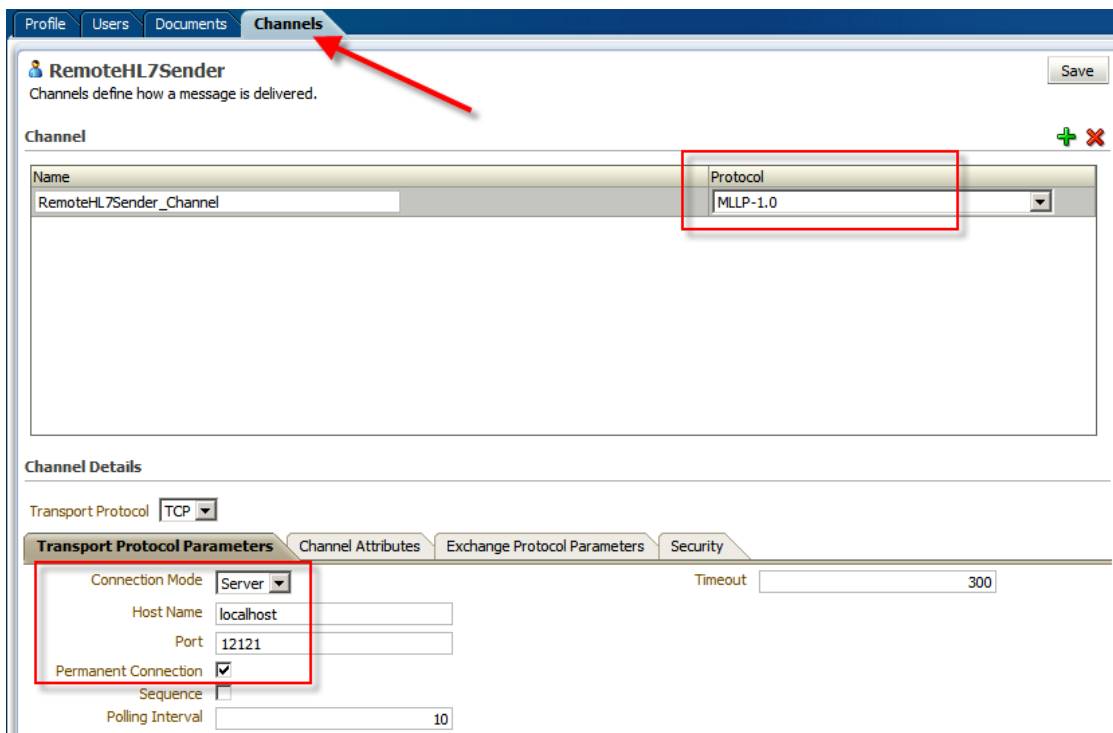 Profile Users Documents Channels
RemoteHL7Sender Save
Channels define how a message is delivered.
Channel
Name Protocol
RemoteHL7Sender_Channel MLLP-1.0
Channel Details
Transport Protocol TCP
Transport Protocol Parameters Channel Attributes Exchange Protocol Parameters Security
Connection Mode Server Timeout 300
Host Name localhost
Port 12121
Permanent Connection
Sequence
Polling Interval 10